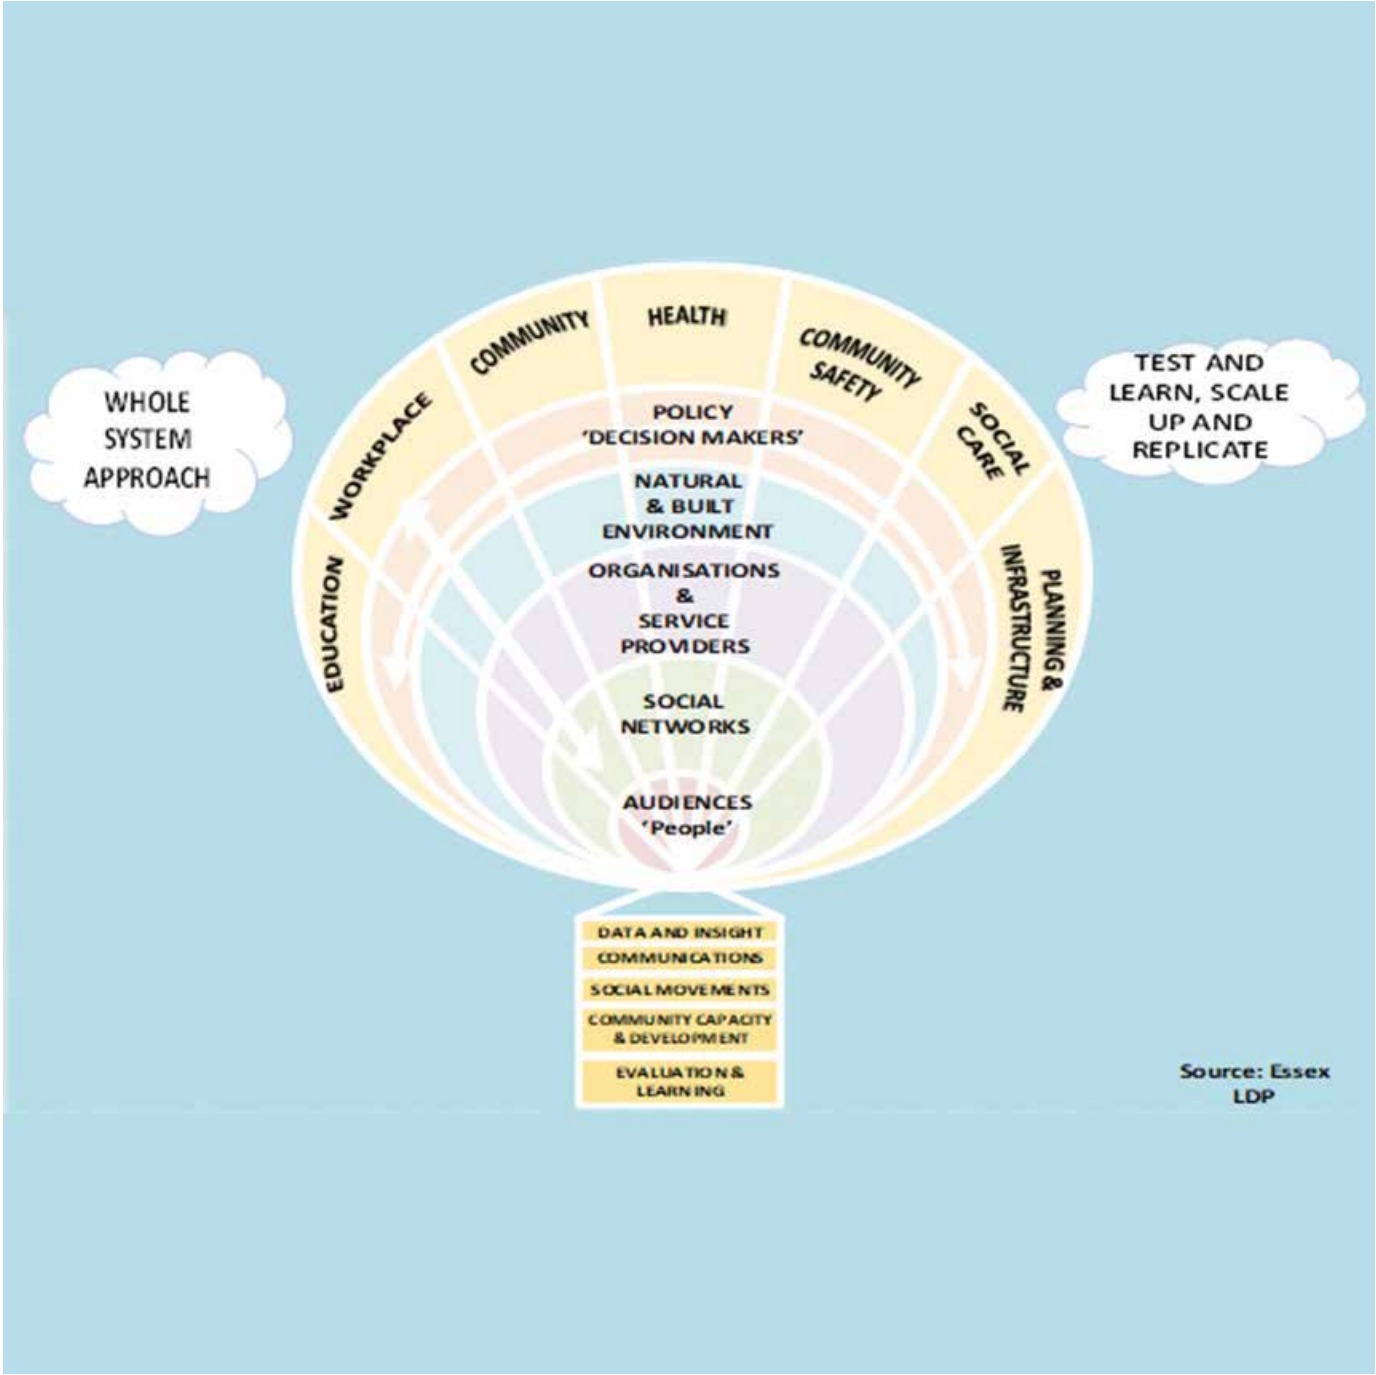 WHOLE
SYSTEM
APPROACH
EDUCATION
WORKPLACE
COMMUNITY
HEALTH
COMMUNITY
SAFETY
SOCIAL
CARE
PLANNING &
INFRASTRUCTURE
TEST AND
LEARN, SCALE
UP AND
REPLICATE
POLICY
‘DECISION MAKERS’
NATURAL
& BUILT
ENVIRONMENT
ORGANISATIONS
&
SERVICE
PROVIDERS
SOCIAL
NETWORKS
AUDIENCES
‘People’
DATA AND INSIGHT
COMMUNICATIONS
SOCIAL MOVEMENTS
COMMUNITY CAPACITY
& DEVELOPMENT
EVALUATION &
LEARNING
Source: Essex
LDP